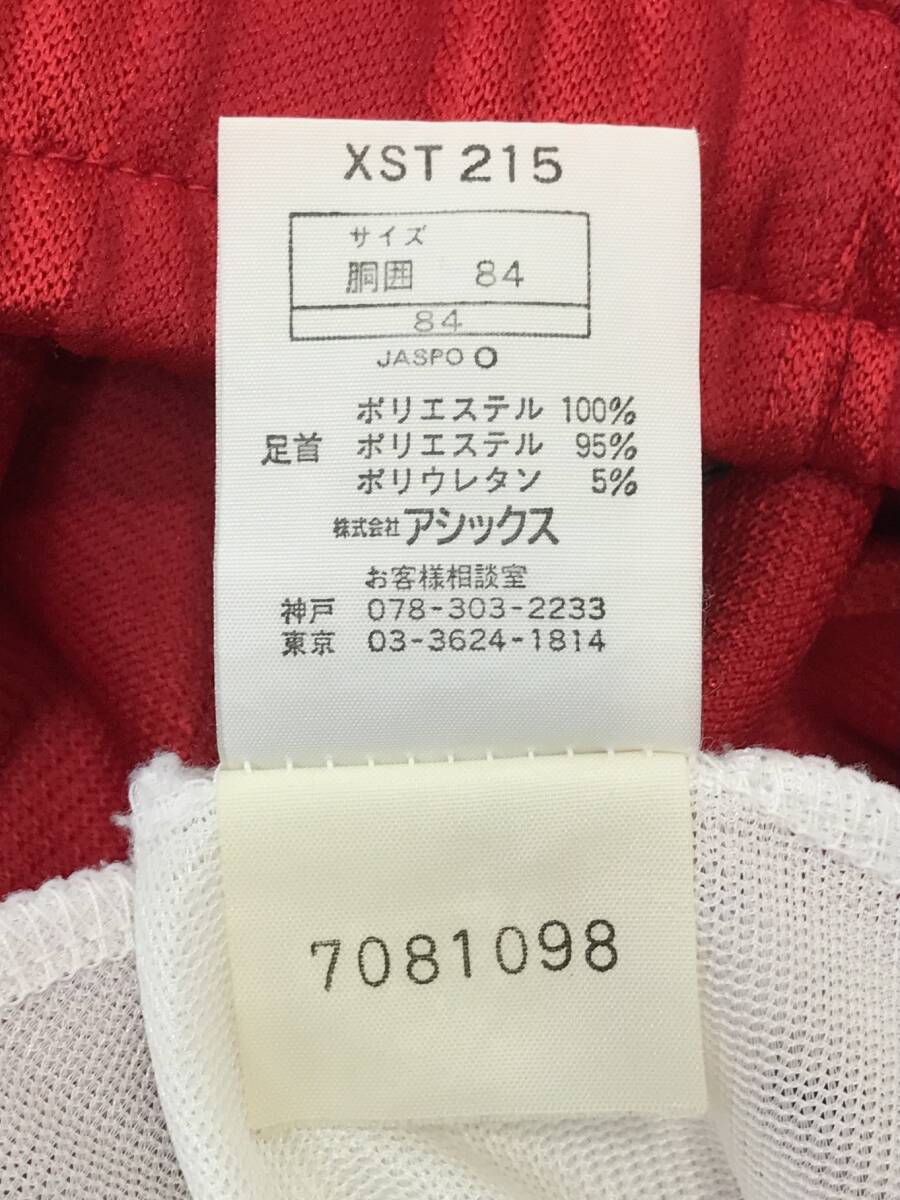 XST 215
サイズ
胴囲 84
84
JASPO O
ポリエステル 100%
足首 ポリエステル 95%
ポリウレタン 5%
株式会社アシックス
お客様相談室
神戸 078-303-2233
東京 03-3624-1814
7081098